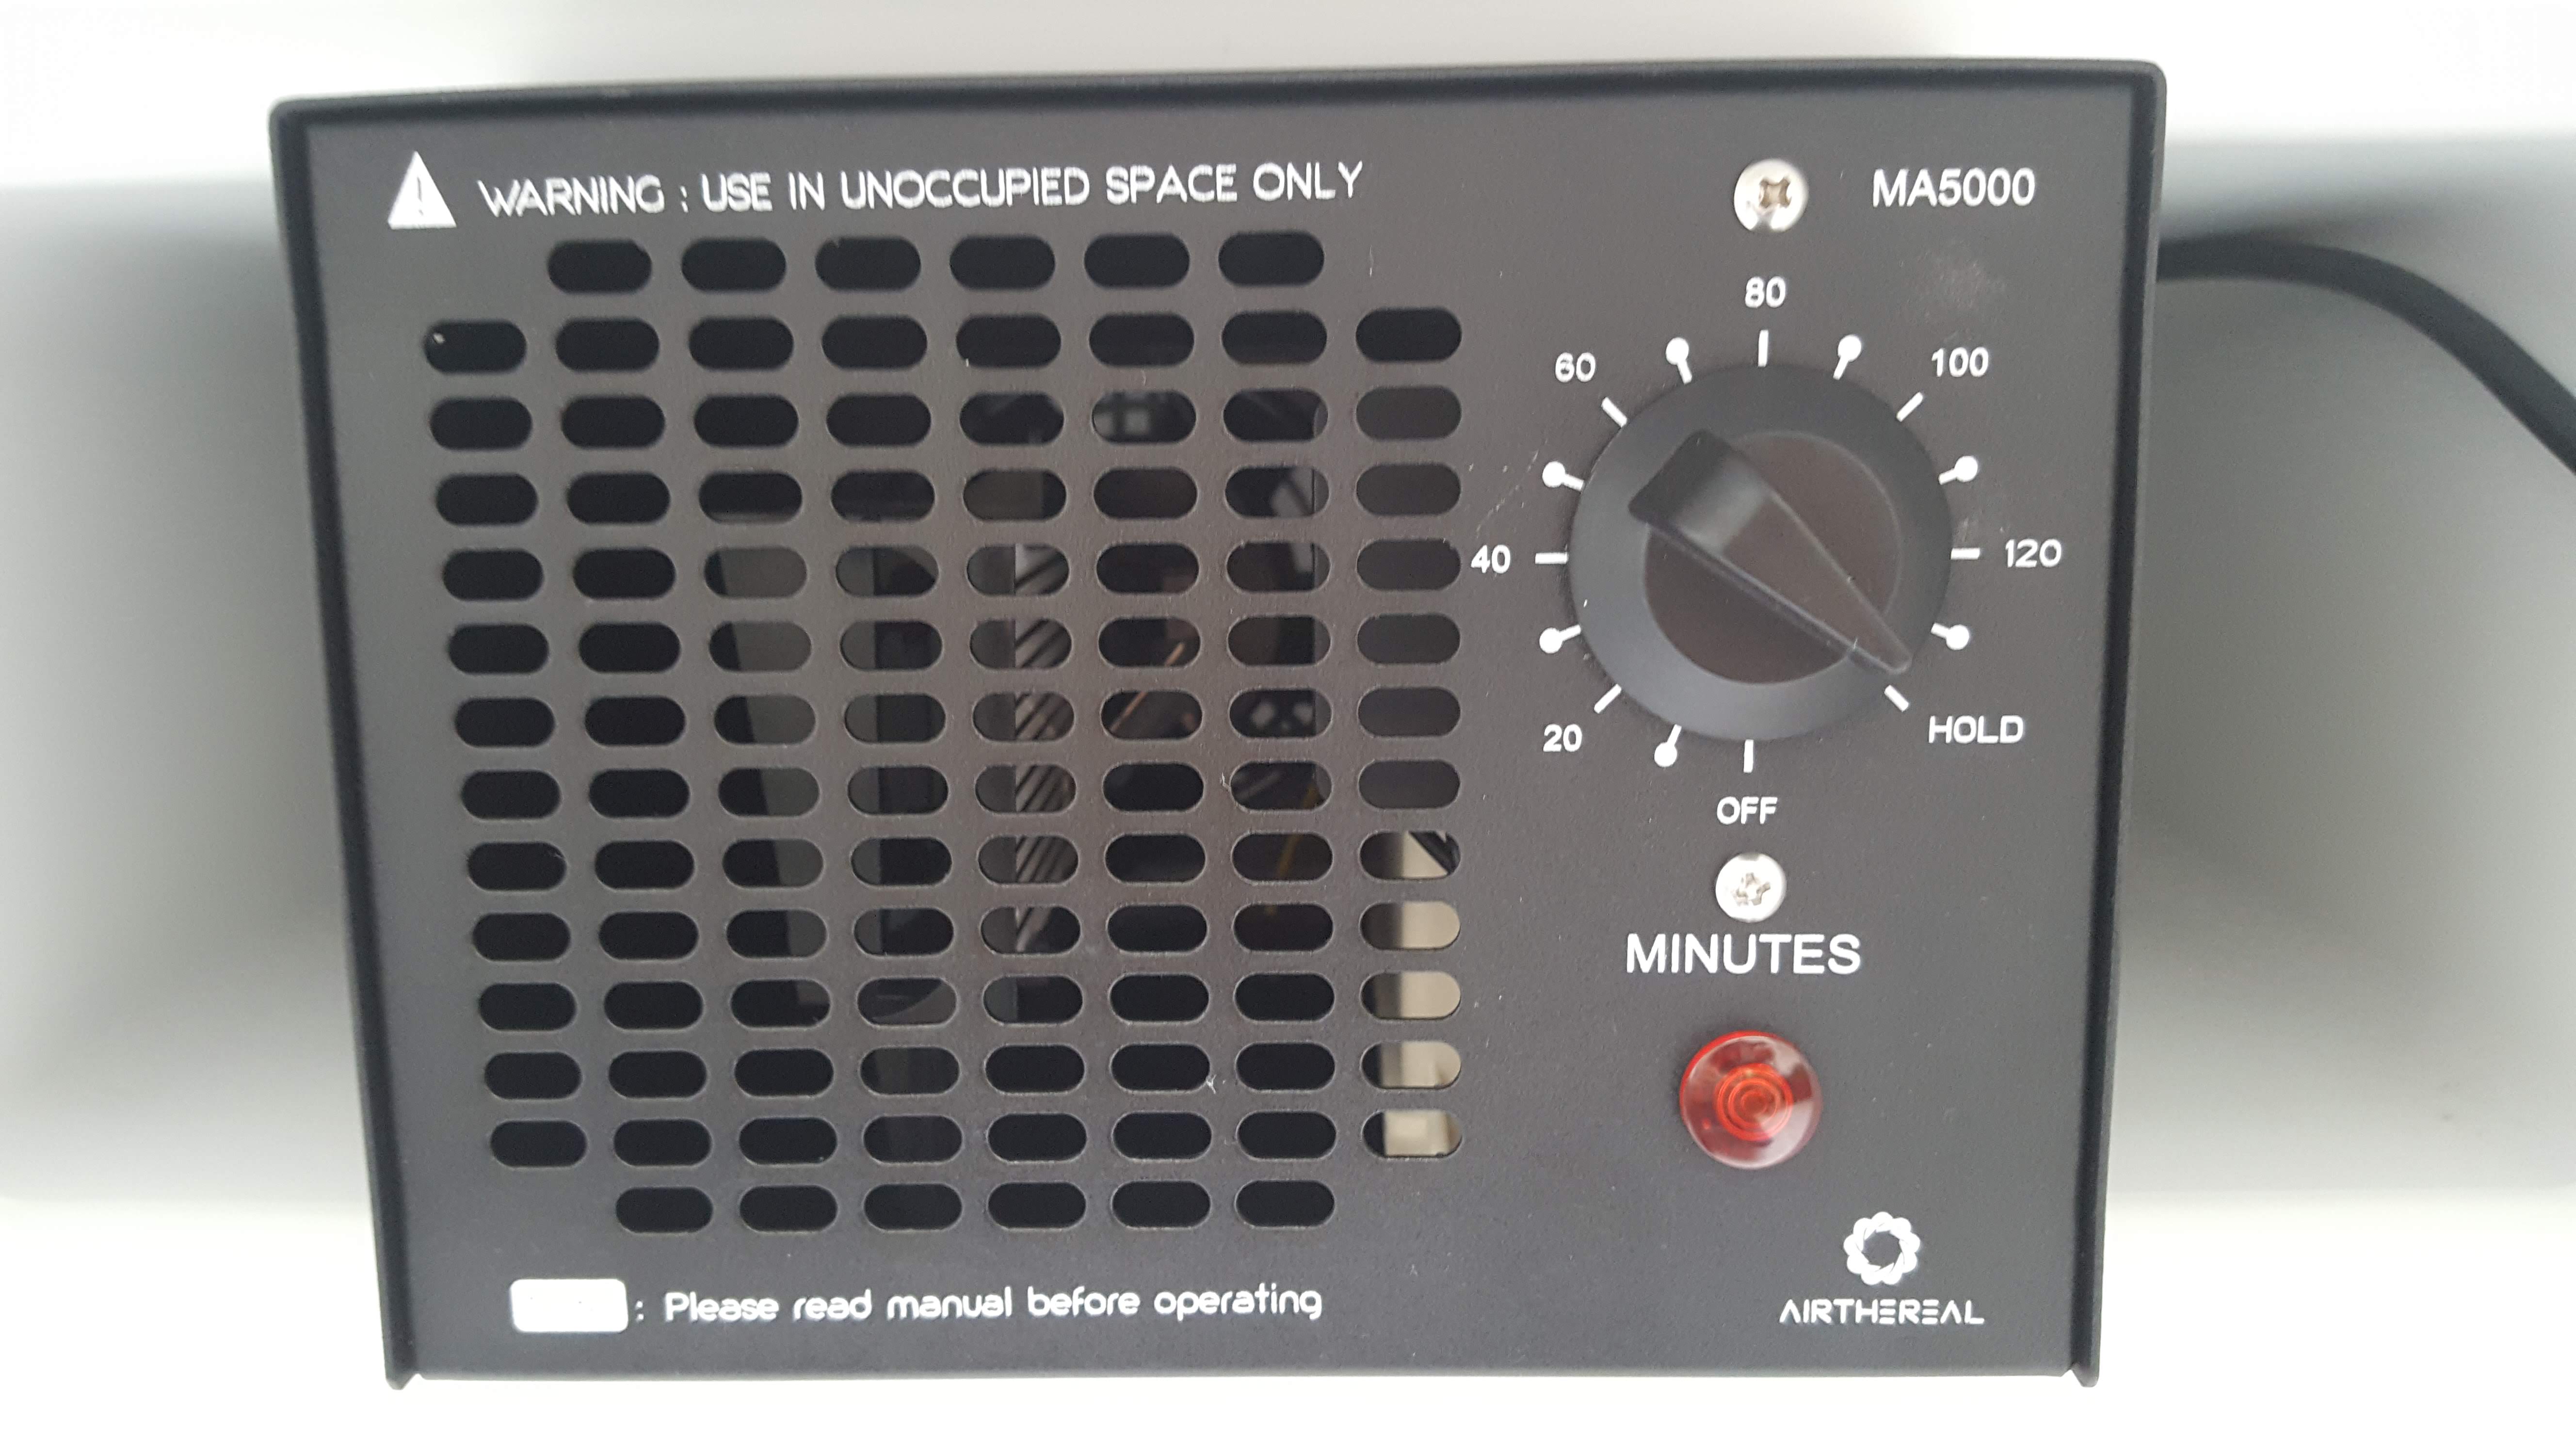 WARNING : USE IN UNOCCUPIED SPACE ONLY
MA5000
80
60
100
40
120
20
HOLD
OFF
MINUTES
: Please read manual before operating
AIRTHEREAL